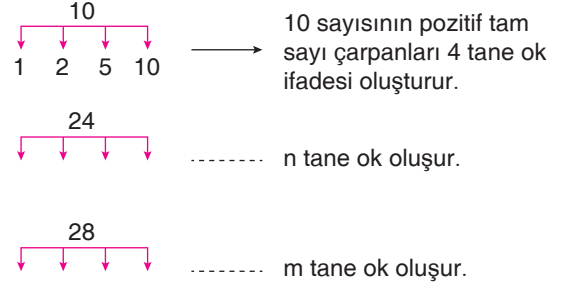 10
1 2 5 10
10 sayısının pozitif tam
sayı çarpanları 4 tane ok
ifadesi oluşturur.
24
n tane ok oluşur.
28
m tane ok oluşur.